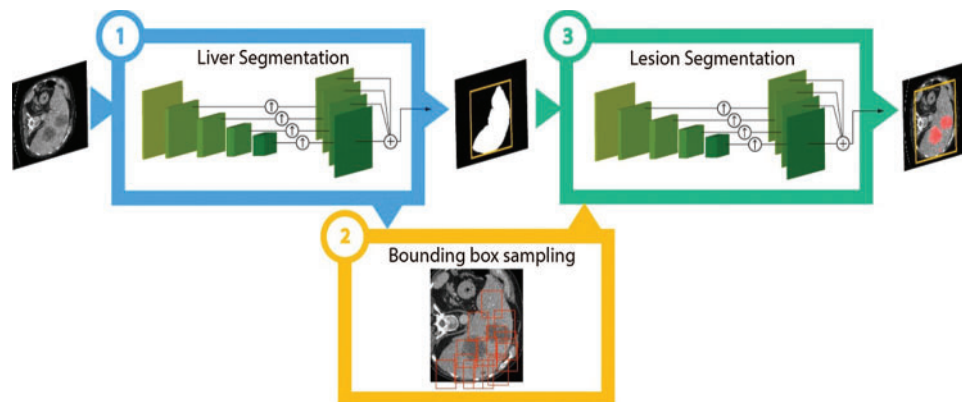 1
Liver Segmentation
3
Lesion Segmentation
2
Bounding box sampling